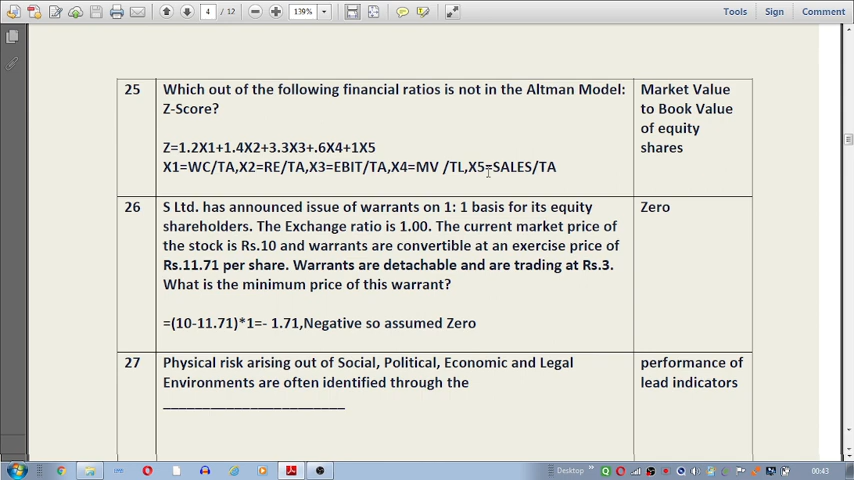 4 / 12
139%
Tools
Sign
Comment
25
Which out of the following financial ratios is not in the Altman Model:
Z-Score?
Z=1.2X1+1.4X2+3.3X3+.6X4+1X5
X1=WC/TA,X2=RE/TA,X3=EBIT/TA,X4=MV /TL,X5=SALES/TA
Market Value
to Book Value
of equity
shares
26
S Ltd. has announced issue of warrants on 1: 1 basis for its equity
shareholders. The Exchange ratio is 1.00. The current market price of
the stock is Rs.10 and warrants are convertible at an exercise price of
Rs.11.71 per share. Warrants are detachable and are trading at Rs.3.
What is the minimum price of this warrant?
=(10-11.71)*1=- 1.71,Negative so assumed Zero
Zero
27
Physical risk arising out of Social, Political, Economic and Legal
Environments are often identified through the
_______________________
performance of
lead indicators
Desktop
00:43